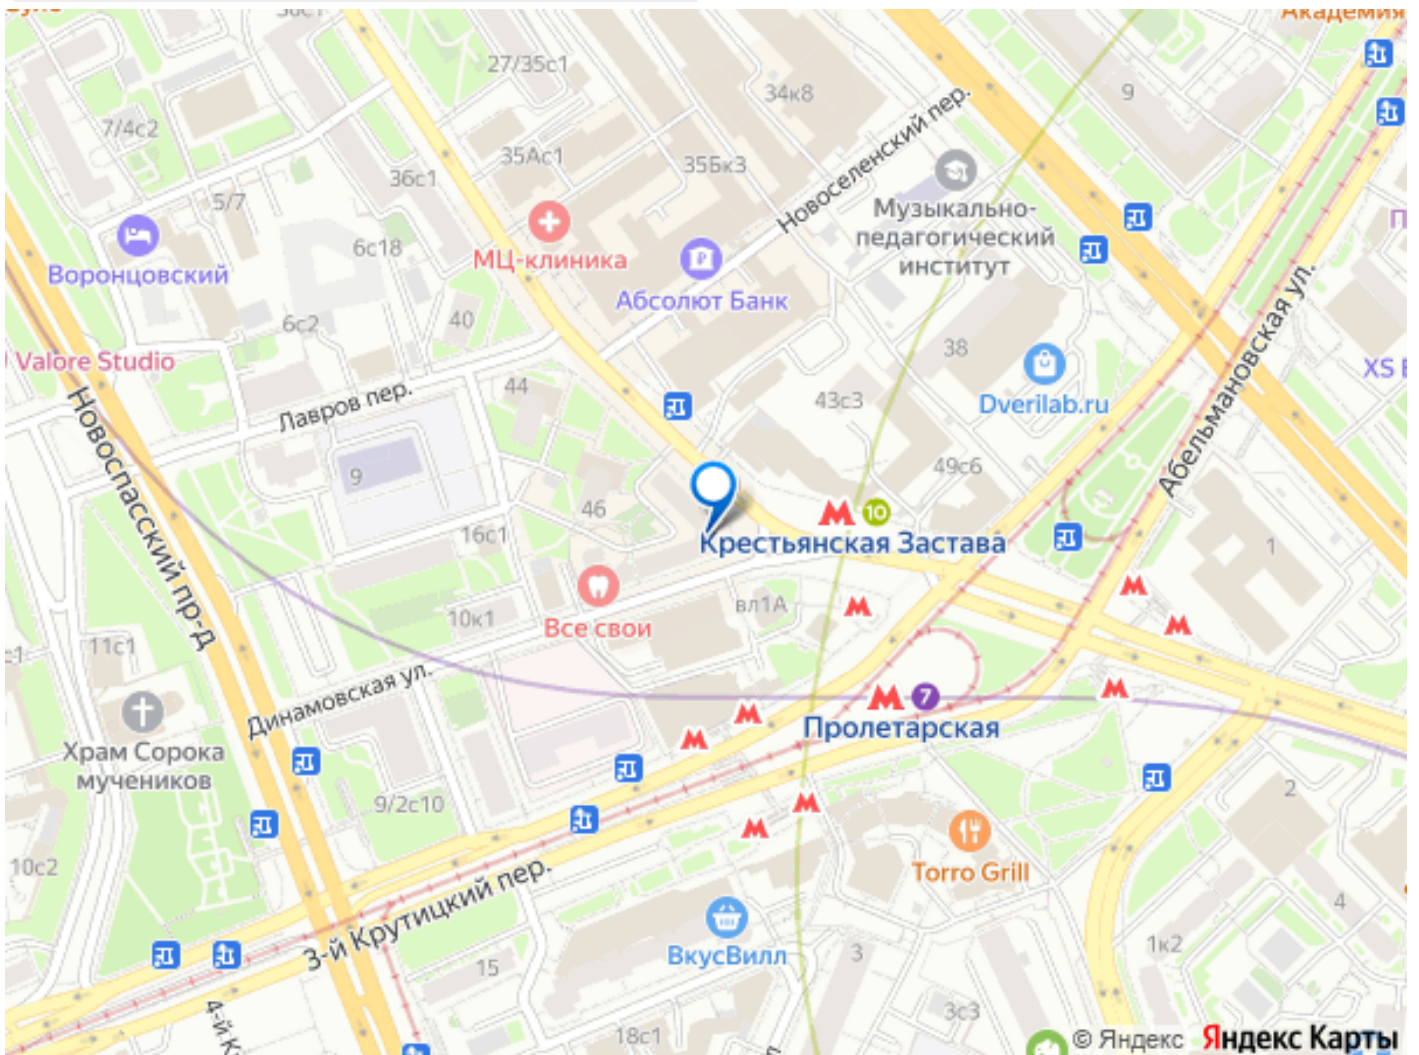 Академия
27/35с1
34к8
9
7/4с2
35Ас1
35Бк3
36с1
5/7
Новоселенский пер.
Музыкально-
педагогический
институт
6с18
МЦ-клиника
Воронцовский
Абсолют Банк
6с2
40
38
Абельмановская ул.
Valore Studio
44
Лавров пер.
43с3
Dverilab.ru
Новоспасский пр-д
9
49с6
46
10
16с1
Крестьянская Застава
1
10к1
вл1А
Все свои
11с1
Динамовская ул.
7
Пролетарская
Храм Сорока
мучеников
9/2с10
2
10с2
Torro Grill
3-й Крутицкий пер.
4
ВкусВилл
15
3
1к2
3с3
18с1
© Яндекс Яндекс Карты